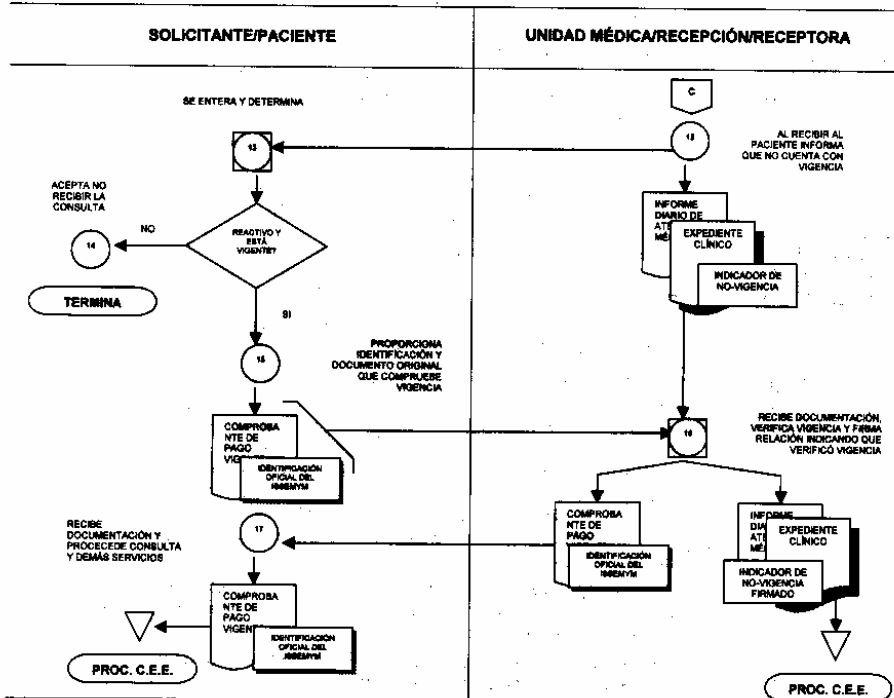 SOLICITANTE/PACIENTE
UNIDAD MÉDICA/RECEPCIÓN/RECEPTORA
SE ENTERA Y DETERMINA
C
13
AL RECIBIR AL
PACIENTE INFORMA
QUE NO CUENTA CON
VIGENCIA
ACEPTA NO
RECIBIR LA
CONSULTA
14
NO
REACTIVO Y
ESTÁ
VIGENTE?
INFORME
DIARIO DE
EXPEDIENTE
CLÍNICO
INDICADOR DE
NO-VIGENCIA
TERMINA
SI
15
PROPORCIONA
IDENTIFICACIÓN Y
DOCUMENTO ORIGINAL
QUE COMPRUEBE
VIGENCIA
COMPROBA
NTE DE
PAGO
IDENTIFICACIÓN
OFICIAL DEL
ISSEMYM
16
RECIBE DOCUMENTACIÓN,
VERIFICA VIGENCIA Y FIRMA
RELACIÓN INDICANDO QUE
VERIFICÓ VIGENCIA
RECIBE
DOCUMENTACIÓN Y
PROCECEDE CONSULTA
Y DEMÁS SERVICIOS
17
COMPROBA
NTE DE
PAGO
IDENTIFICACIÓN
OFICIAL DEL
ISSEMYM
EXPEDIENTE
CLÍNICO
INDICADOR DE
NO-VIGENCIA
FIRMADO
COMPROBA
NTE DE
PAGO
VIGENTE
IDENTIFICACIÓN
OFICIAL DEL
ISSEMYM
PROC. C.E.E.
PROC. C.E.E.